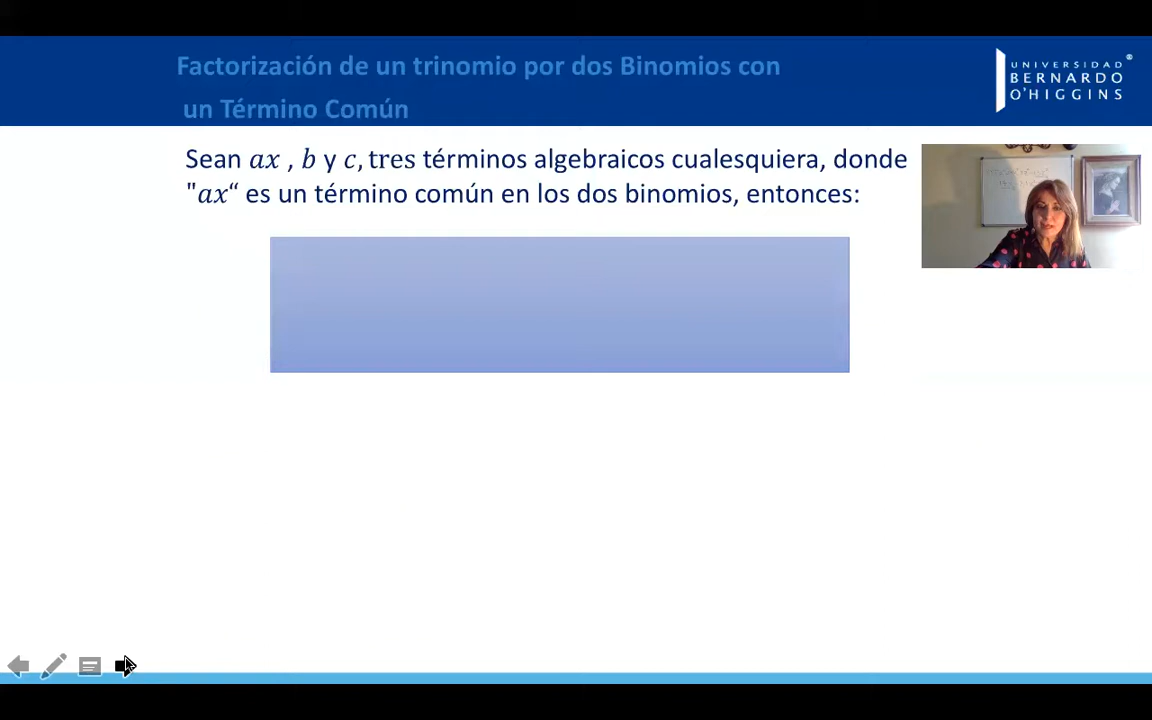 Factorización de un trinomio por dos Binomios con
un Término Común
UNIVERSIDAD
BERNARDO
O'HIGGINS
®
Sean ax , b y c, tres términos algebraicos cualesquiera, donde
"ax“ es un término común en los dos binomios, entonces: